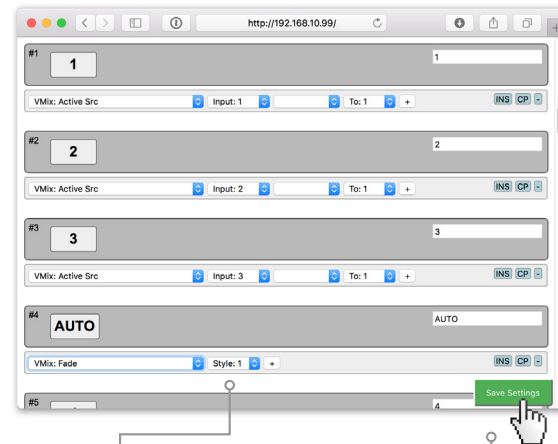 http://192.168.10.99/
#1 1 1
VMix: Active Src Input: 1 To: 1 + INS CP -
#2 2 2
VMix: Active Src Input: 2 To: 1 + INS CP -
#3 3 3
VMix: Active Src Input: 3 To: 1 + INS CP -
#4 AUTO AUTO
VMix: Fade Style: 1 + INS CP -
#5 4
Save Settings